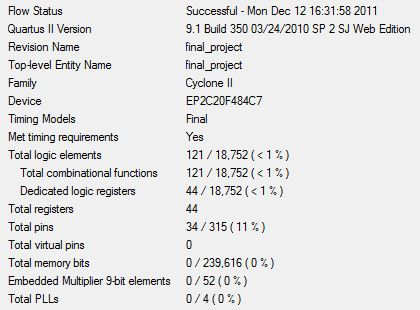 Flow Status Successful - Mon Dec 12 16:31:58 2011
Quartus II Version 9.1 Build 350 03/24/2010 SP 2 SJ Web Edition
Revision Name final_project
Top-level Entity Name final_project
Family Cyclone II
Device EP2C20F484C7
Timing Models Final
Met timing requirements Yes
Total logic elements 121 / 18,752 ( < 1 % )
Total combinational functions 121 / 18,752 ( < 1 % )
Dedicated logic registers 44 / 18,752 ( < 1 % )
Total registers 44
Total pins 34 / 315 ( 11 % )
Total virtual pins 0
Total memory bits 0 / 239,616 ( 0 % )
Embedded Multiplier 9-bit elements 0 / 52 ( 0 % )
Total PLLs 0 / 4 ( 0 % )